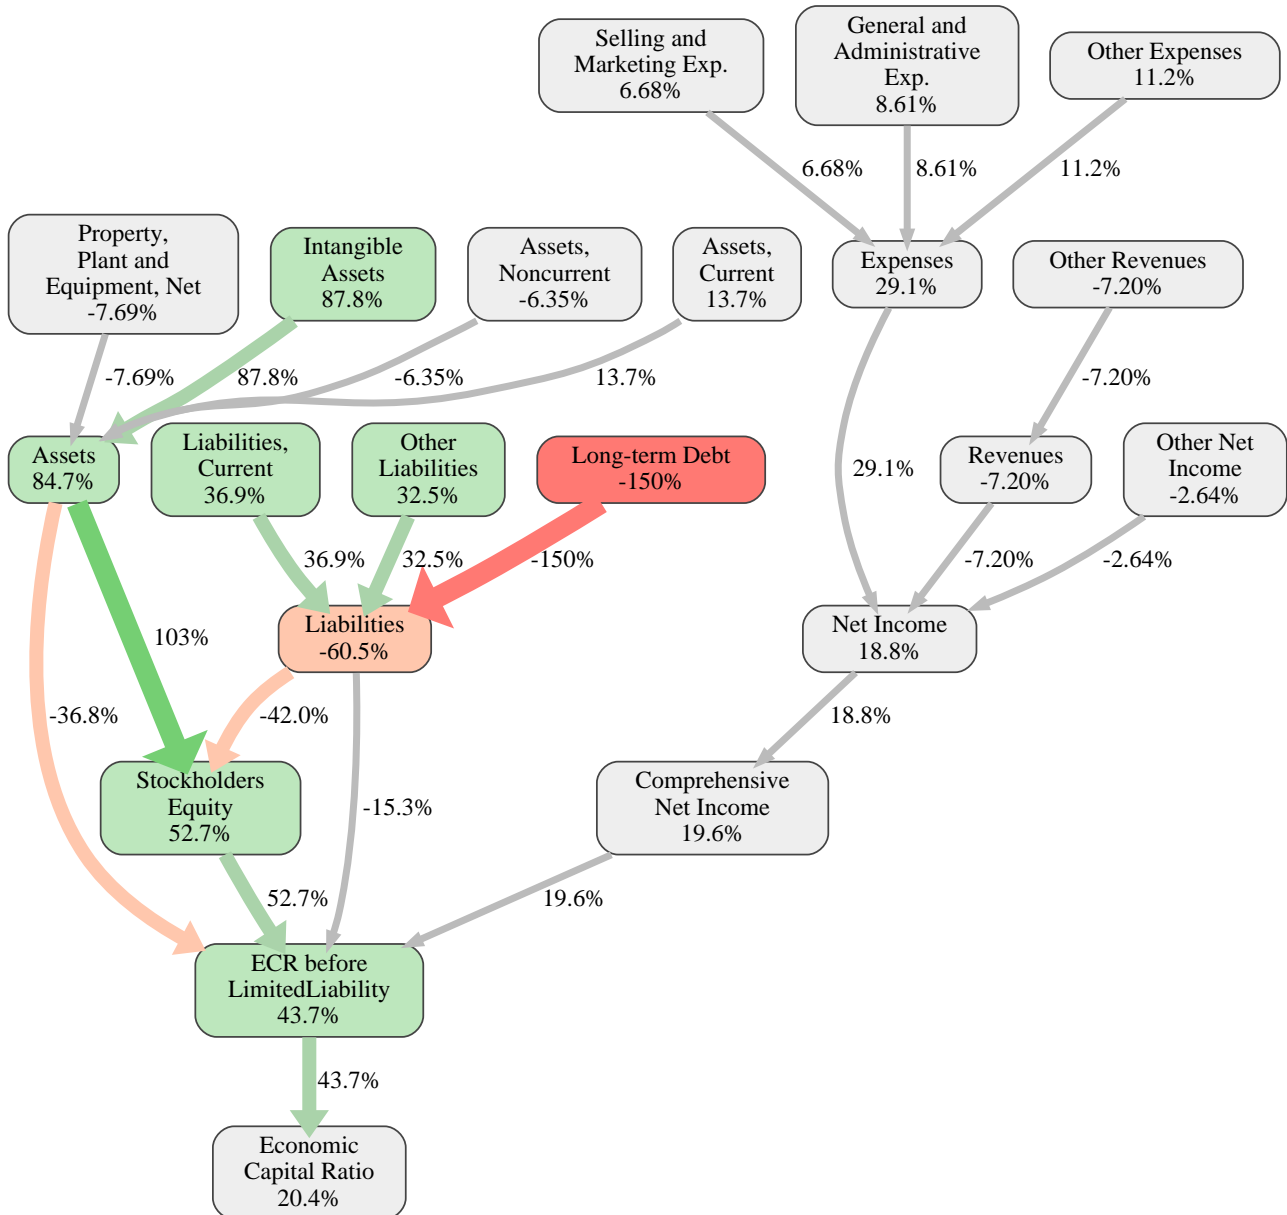 Selling and
Marketing Exp.
6.68%
General and
Administrative
Exp.
8.61%
Other Expenses
11.2%
6.68%
8.61%
11.2%
Property,
Plant and
Equipment, Net
-7.69%
Intangible
Assets
87.8%
Assets,
Noncurrent
-6.35%
Assets,
Current
13.7%
Expenses
29.1%
Other Revenues
-7.20%
-7.69%
87.8%
-6.35%
13.7%
-7.20%
Assets
84.7%
Liabilities,
Current
36.9%
Other
Liabilities
32.5%
Long-term Debt
-150%
29.1%
Revenues
-7.20%
Other Net
Income
-2.64%
36.9%
32.5%
-150%
-7.20%
-2.64%
103%
Liabilities
-60.5%
Net Income
18.8%
-36.8%
-42.0%
18.8%
Stockholders
Equity
52.7%
-15.3%
Comprehensive
Net Income
19.6%
52.7%
19.6%
ECR before
LimitedLiability
43.7%
43.7%
Economic
Capital Ratio
20.4%